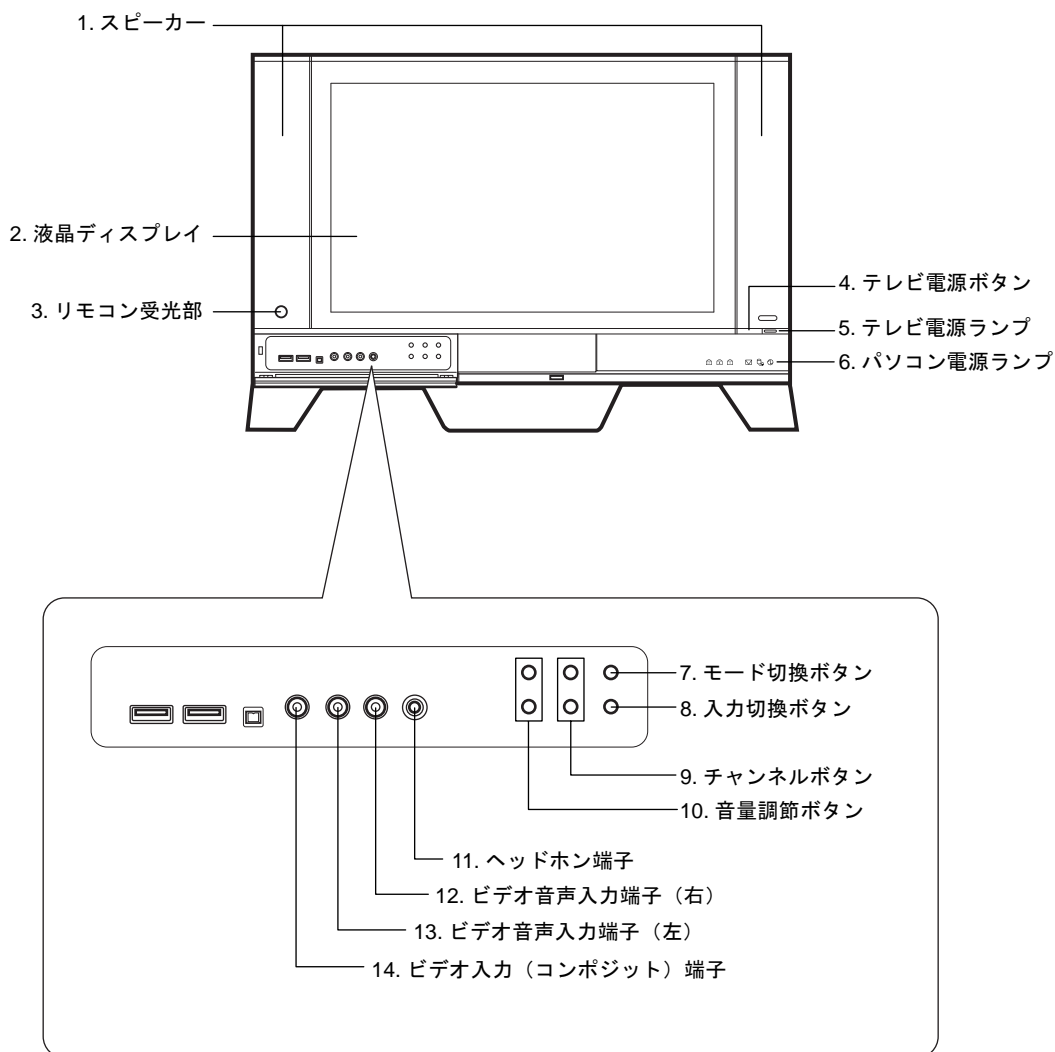 1. スピーカー
2. 液晶ディスプレイ
3. リモコン受光部
4. テレビ電源ボタン
5. テレビ電源ランプ
6. パソコン電源ランプ
7. モード切換ボタン
8. 入力切換ボタン
9. チャンネルボタン
10. 音量調節ボタン
11. ヘッドホン端子
12. ビデオ音声入力端子（右）
13. ビデオ音声入力端子（左）
14. ビデオ入力（コンポジット）端子